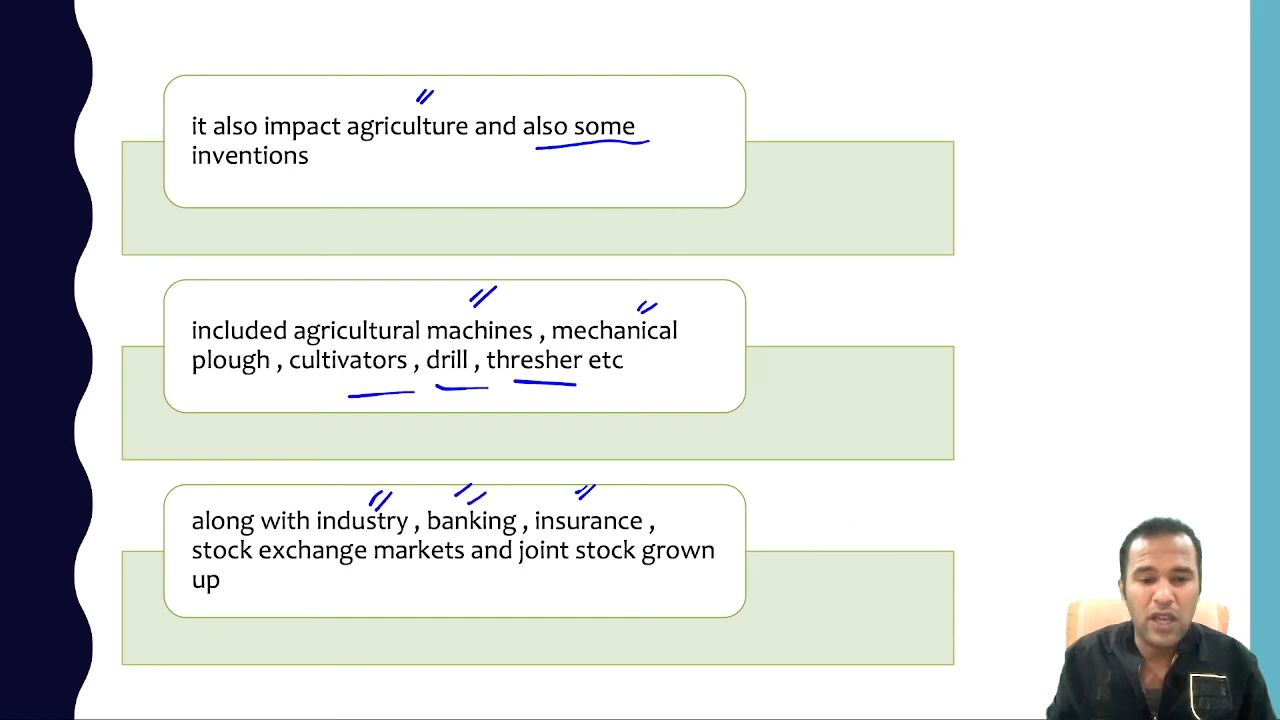 it also impact agriculture and also some
inventions
included agricultural machines , mechanical
plough , cultivators , drill , thresher etc
along with industry , banking , insurance ,
stock exchange markets and joint stock grown
up